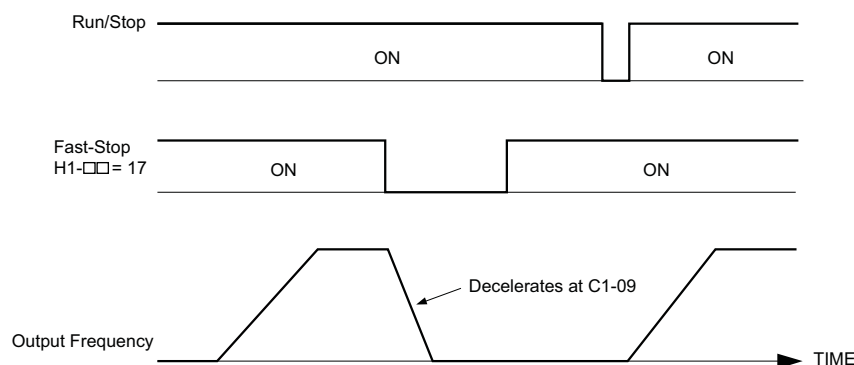 Run/Stop
ON
ON
Fast-Stop
H1-□□= 17
ON
ON
Decelerates at C1-09
Output Frequency
TIME